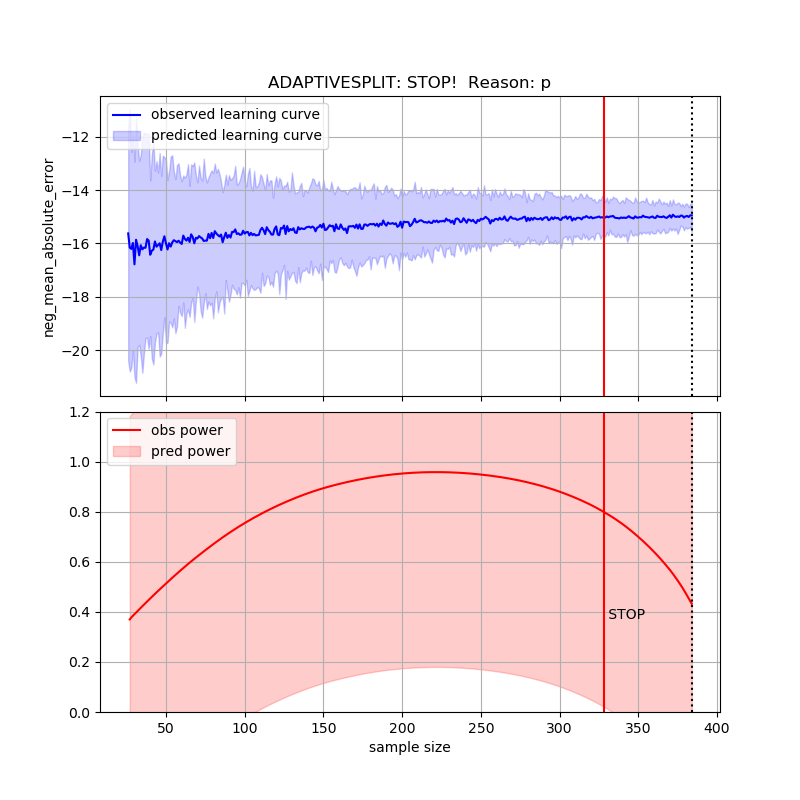 ADAPTIVESPLIT: STOP!  Reason: p
observed learning curve
predicted learning curve
neg_mean_absolute_error
−12
−14
−16
−18
−20
obs power
pred power
1.2
1.0
0.8
0.6
0.4
0.2
0.0
STOP
50
100
150
200
250
300
350
400
sample size